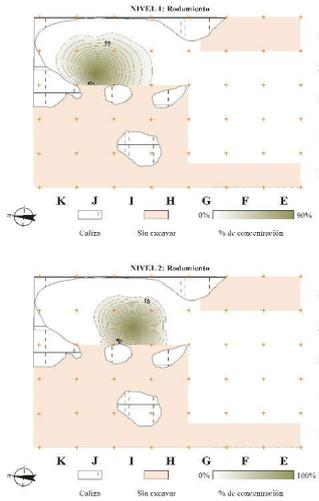 NIVEL 1: Rodamiento
K J I H G F E
0% 90%
Caliza Sin excavar % de concentración
NIVEL 2: Rodamiento
K J I H G F E
0% 100%
Caliza Sin excavar % de concentración